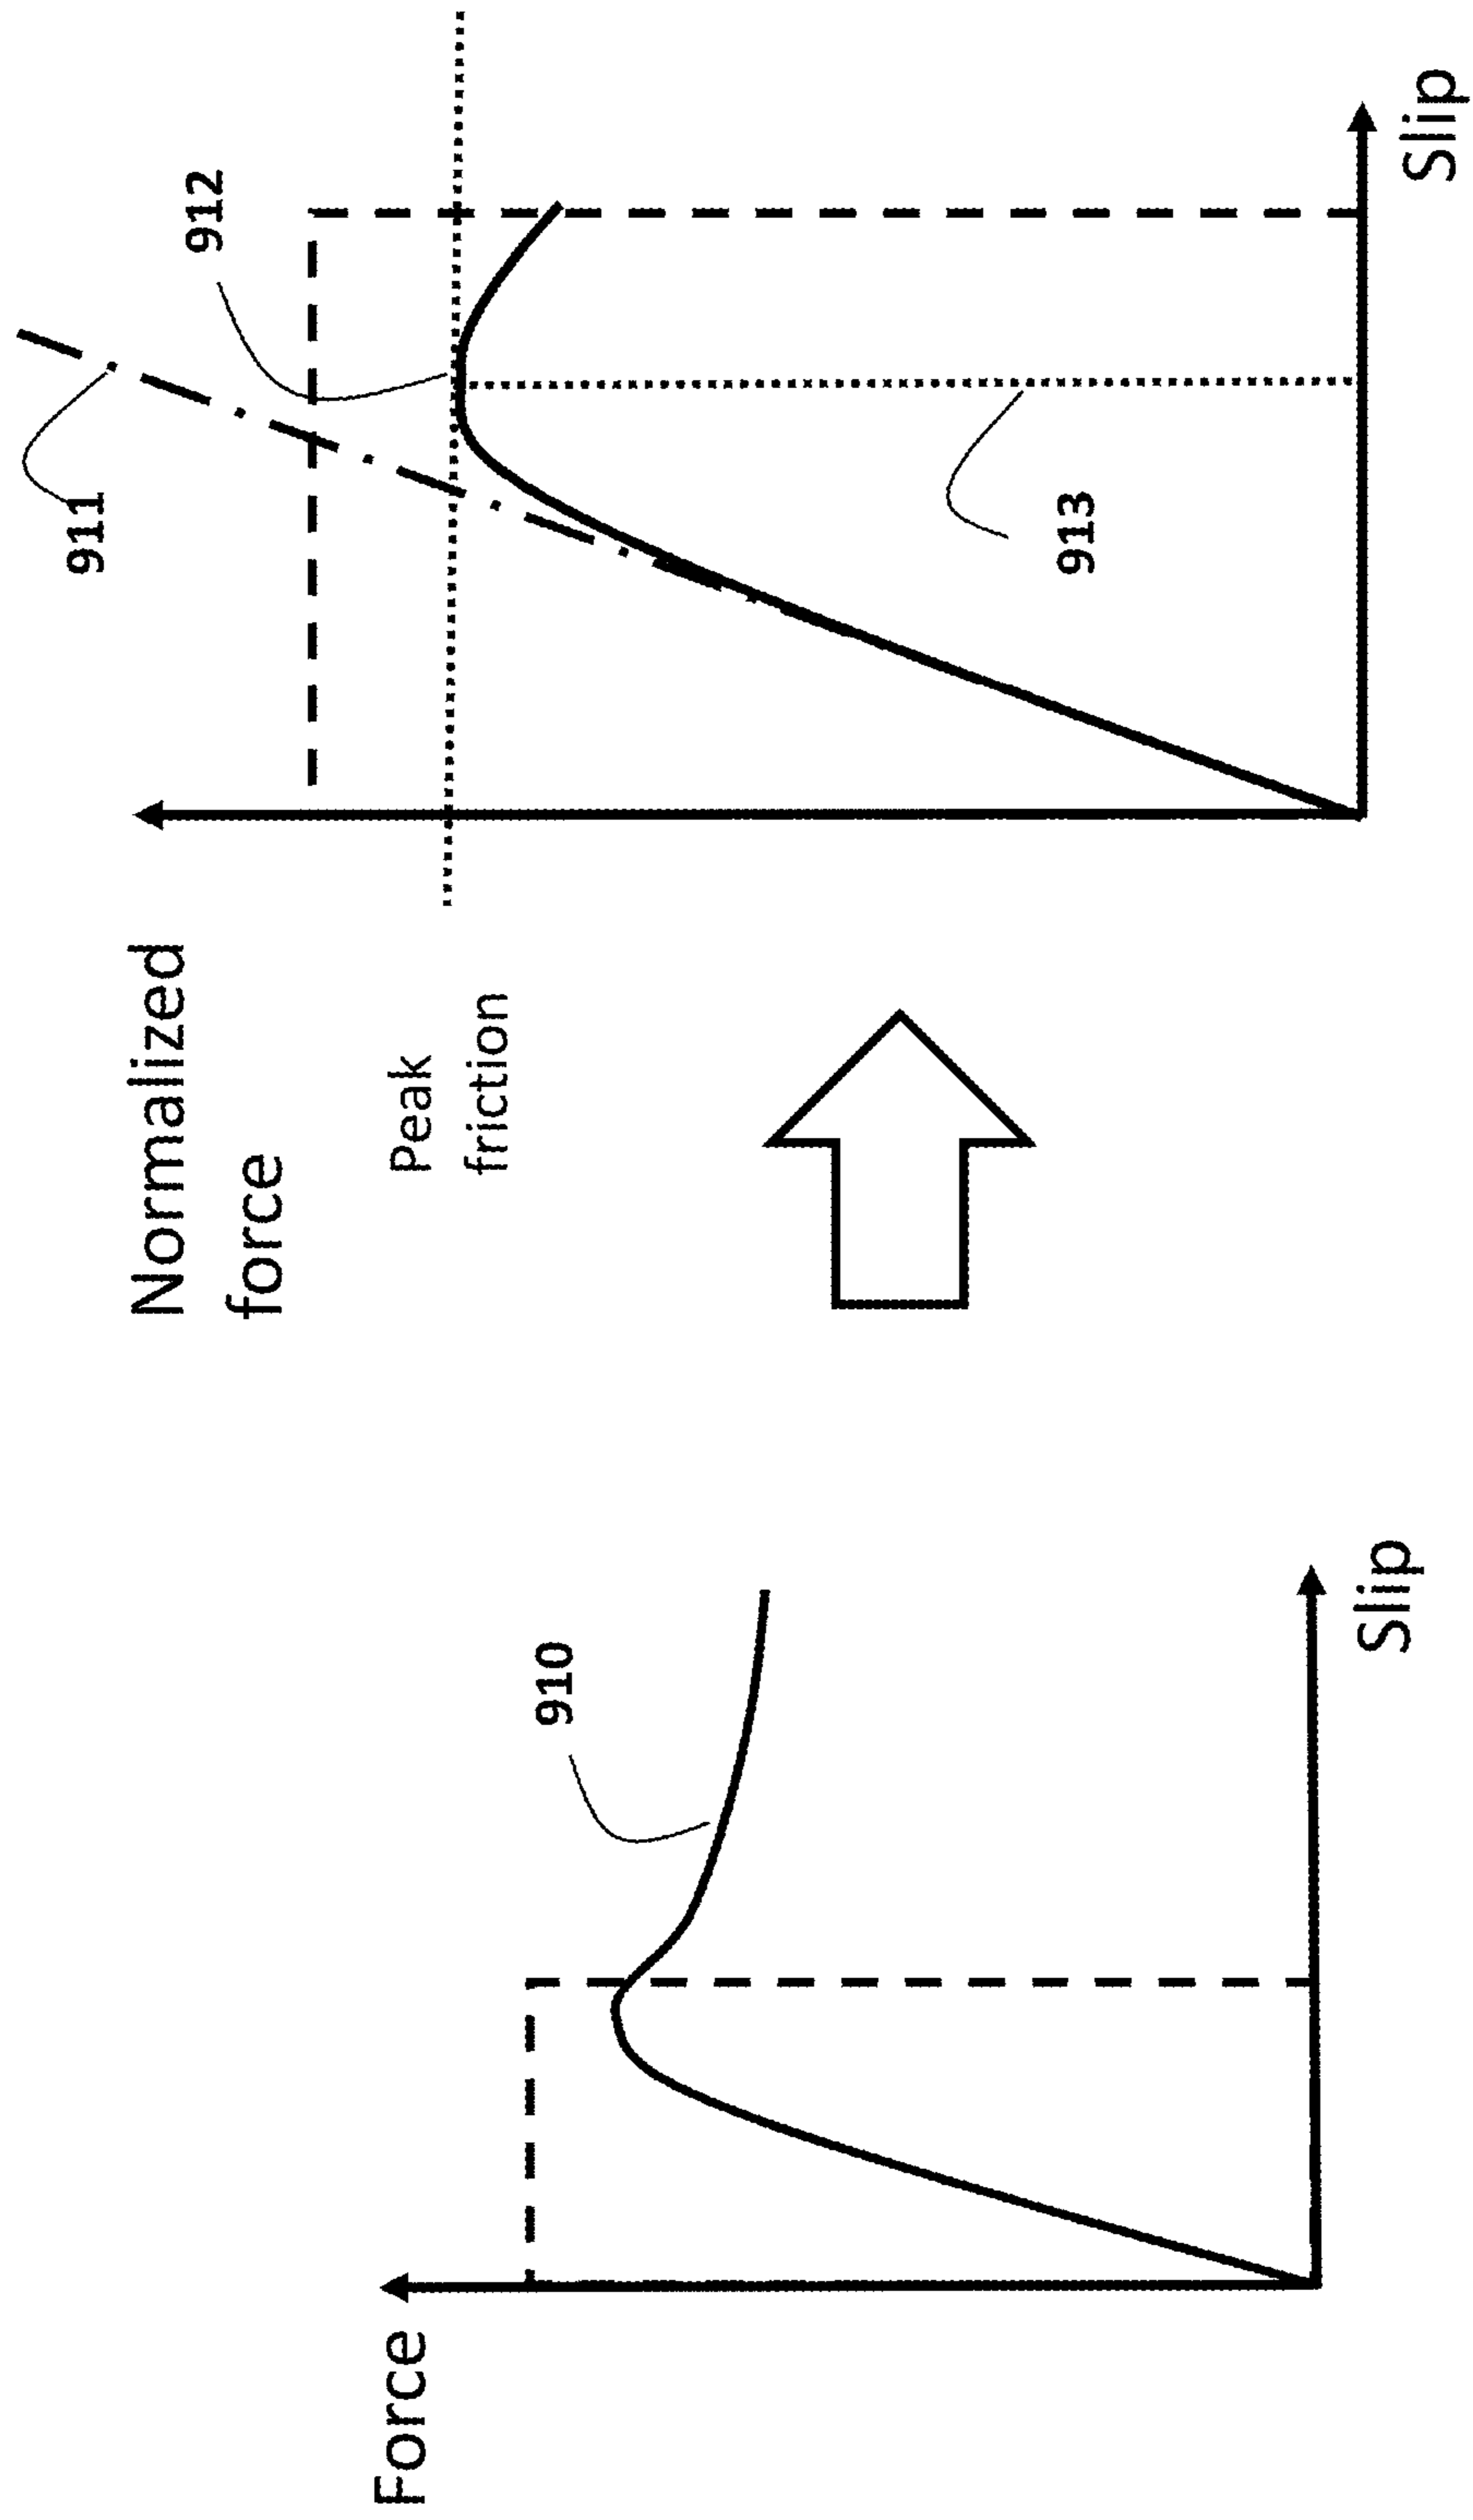 Force
910
Slip
Normalized
force
Peak
friction
911
912
913
Slip